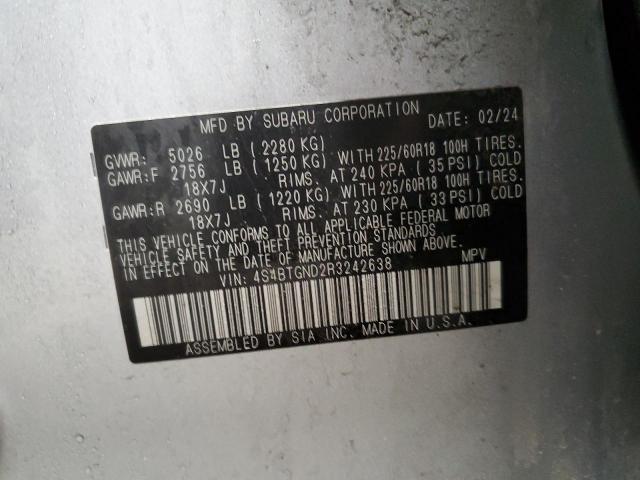 MFD BY SUBARU CORPORATION DATE: 02/24
GVWR: 5026 LB (2280 KG)
GAWR:F 2756 LB (1250 KG) WITH 225/60R18 100H TIRES.
18X7J RIMS. AT 240 KPA (35 PSI) COLD
GAWR:R 2690 LB (1220 KG) WITH 225/60R18 100H TIRES.
18X7J RIMS. AT 230 KPA (33 PSI) COLD
THIS VEHICLE CONFORMS TO ALL APPLICABLE FEDERAL MOTOR
VEHICLE SAFETY AND THEFT PREVENTION STANDARDS
IN EFFECT ON THE DATE OF MANUFACTURE SHOWN ABOVE.
VIN: 4S4BTGND2R3242638 MPV
ASSEMBLED BY SIA INC. MADE IN U.S.A.